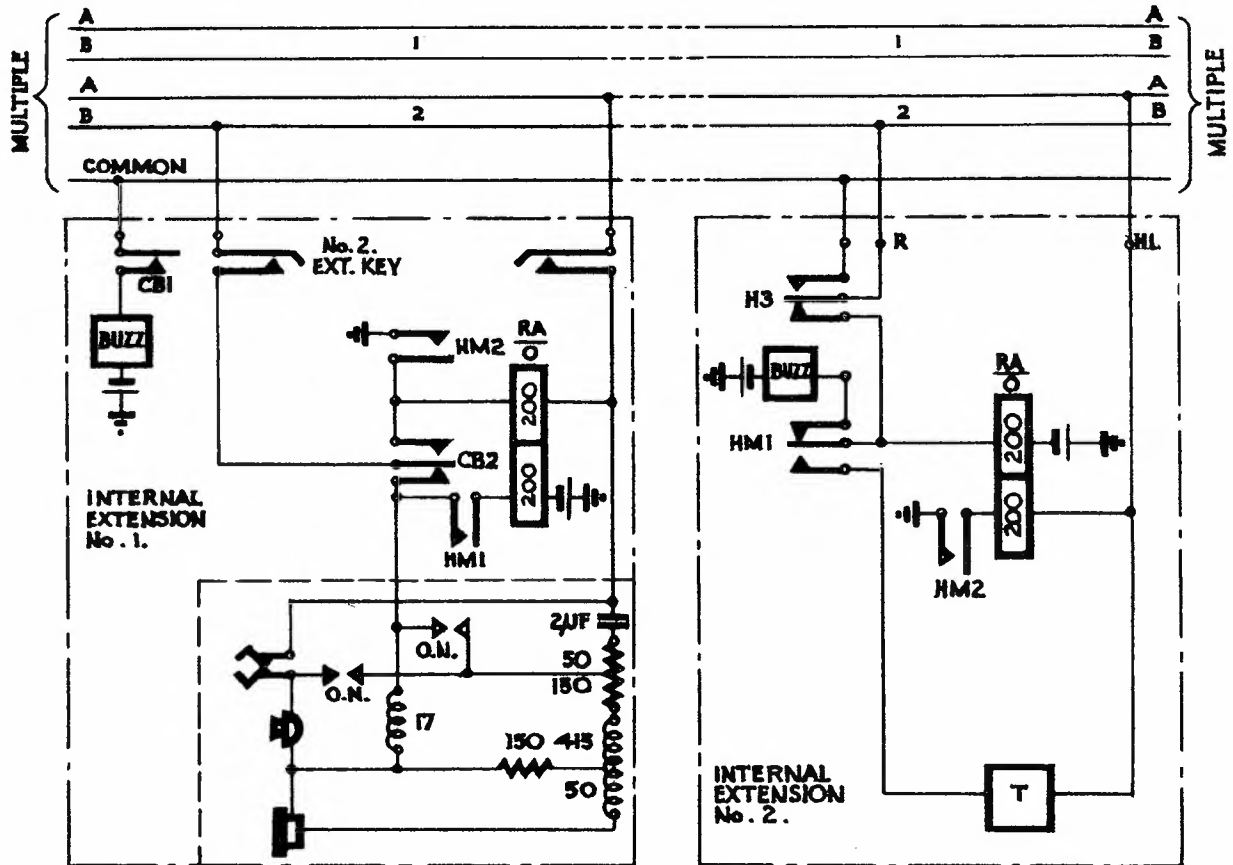 A
A
B
1
1
B
MULTIPLE
MULTIPLE
A
A
B
2
2
B
COMMON
No. 2.
EXT. KEY
R
HL
CB1
H3
BUZZ
HM2
RA
O
200
200
BUZZ
RA
O
200
200
HM1
CB2
INTERNAL
EXTENSION
No. 1.
HM1
HM2
2µF
O.N.
50
150
O.N.
17
150
415
50
INTERNAL
EXTENSION
No. 2.
T